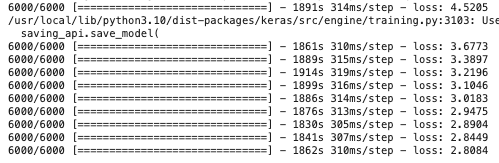 6000/6000 [==============================] - 1891s 314ms/step - loss: 4.5205
/usr/local/lib/python3.10/dist-packages/keras/src/engine/training.py:3103: Use
  saving_api.save_model(
6000/6000 [==============================] - 1861s 310ms/step - loss: 3.6773
6000/6000 [==============================] - 1889s 315ms/step - loss: 3.3897
6000/6000 [==============================] - 1914s 319ms/step - loss: 3.2196
6000/6000 [==============================] - 1899s 316ms/step - loss: 3.1046
6000/6000 [==============================] - 1886s 314ms/step - loss: 3.0183
6000/6000 [==============================] - 1876s 313ms/step - loss: 2.9475
6000/6000 [==============================] - 1830s 305ms/step - loss: 2.8904
6000/6000 [==============================] - 1841s 307ms/step - loss: 2.8449
6000/6000 [==============================] - 1862s 310ms/step - loss: 2.8084